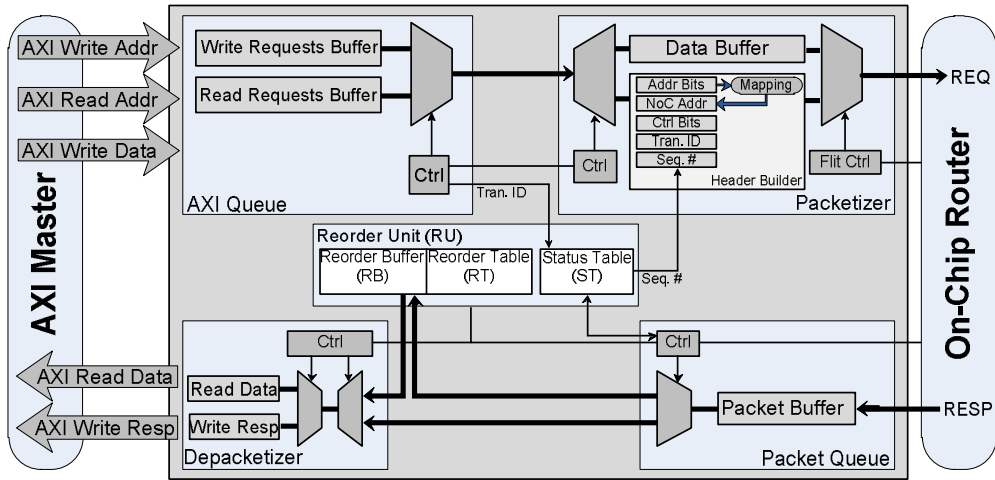 AXI Master
AXI Write Addr
AXI Read Addr
AXI Write Data
AXI Read Data
AXI Write Resp
Write Requests Buffer
Read Requests Buffer
Ctrl
AXI Queue
Tran. ID
Ctrl
Data Buffer
Addr Bits
Mapping
NoC Addr
Ctrl Bits
Tran. ID
Seq. #
Header Builder
Flit Ctrl
Packetizer
REQ
Reorder Unit (RU)
Reorder Buffer
(RB)
Reorder Table
(RT)
Status Table
(ST)
Seq. #
Ctrl
Read Data
Write Resp
Depacketizer
Ctrl
Packet Buffer
Packet Queue
RESP
On-Chip Router